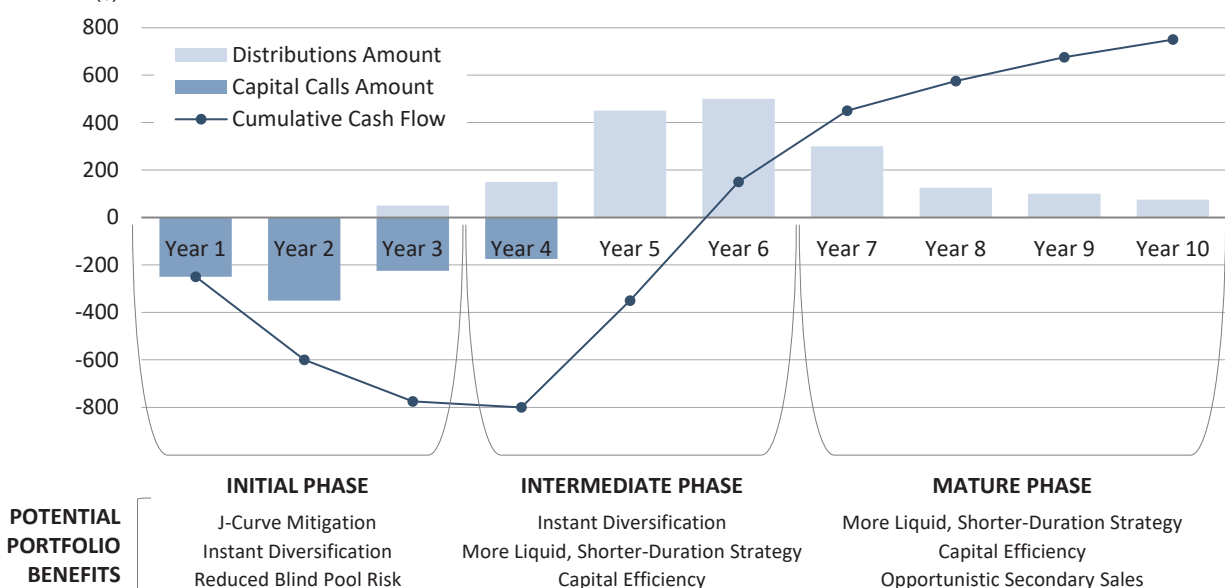 800
600
400
200
0
-200
-400
-600
-800
Distributions Amount
Capital Calls Amount
Cumulative Cash Flow
Year 1 Year 2 Year 3 Year 4 Year 5 Year 6 Year 7 Year 8 Year 9 Year 10
INITIAL PHASE
INTERMEDIATE PHASE
MATURE PHASE
POTENTIAL
PORTFOLIO
BENEFITS
J-Curve Mitigation
Instant Diversification
Reduced Blind Pool Risk
Instant Diversification
More Liquid, Shorter-Duration Strategy
Capital Efficiency
More Liquid, Shorter-Duration Strategy
Capital Efficiency
Opportunistic Secondary Sales